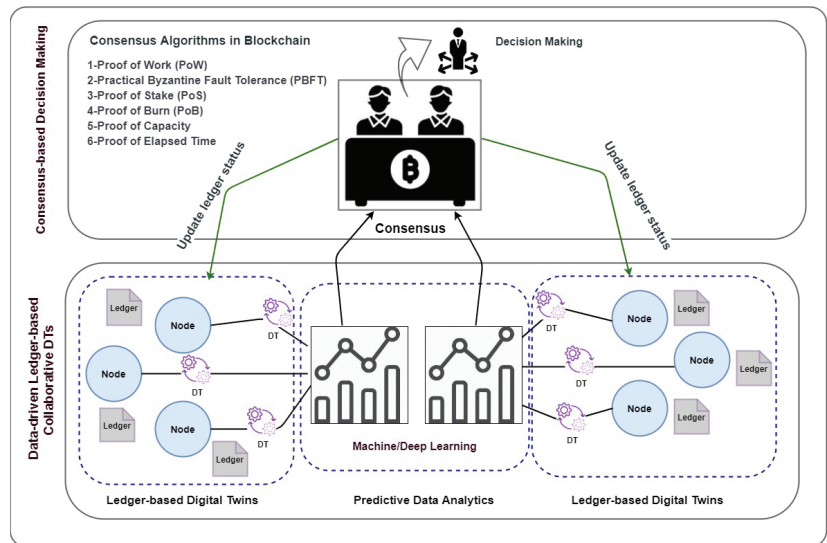 Consensus-based Decision Making
Consensus Algorithms in Blockchain
1-Proof of Work (PoW)
2-Practical Byzantine Fault Tolerance (PBFT)
3-Proof of Stake (PoS)
4-Proof of Burn (PoB)
5-Proof of Capacity
6-Proof of Elapsed Time
Decision Making
Update ledger status
Consensus
Update ledger status
Data-driven Ledger-based
Collaborative DTs
Ledger
Node
DT
Node
DT
Ledger
Node
DT
Ledger
Machine/Deep Learning
DT
Node
Ledger
DT
Node
Ledger
DT
Node
Ledger
Ledger-based Digital Twins
Predictive Data Analytics
Ledger-based Digital Twins